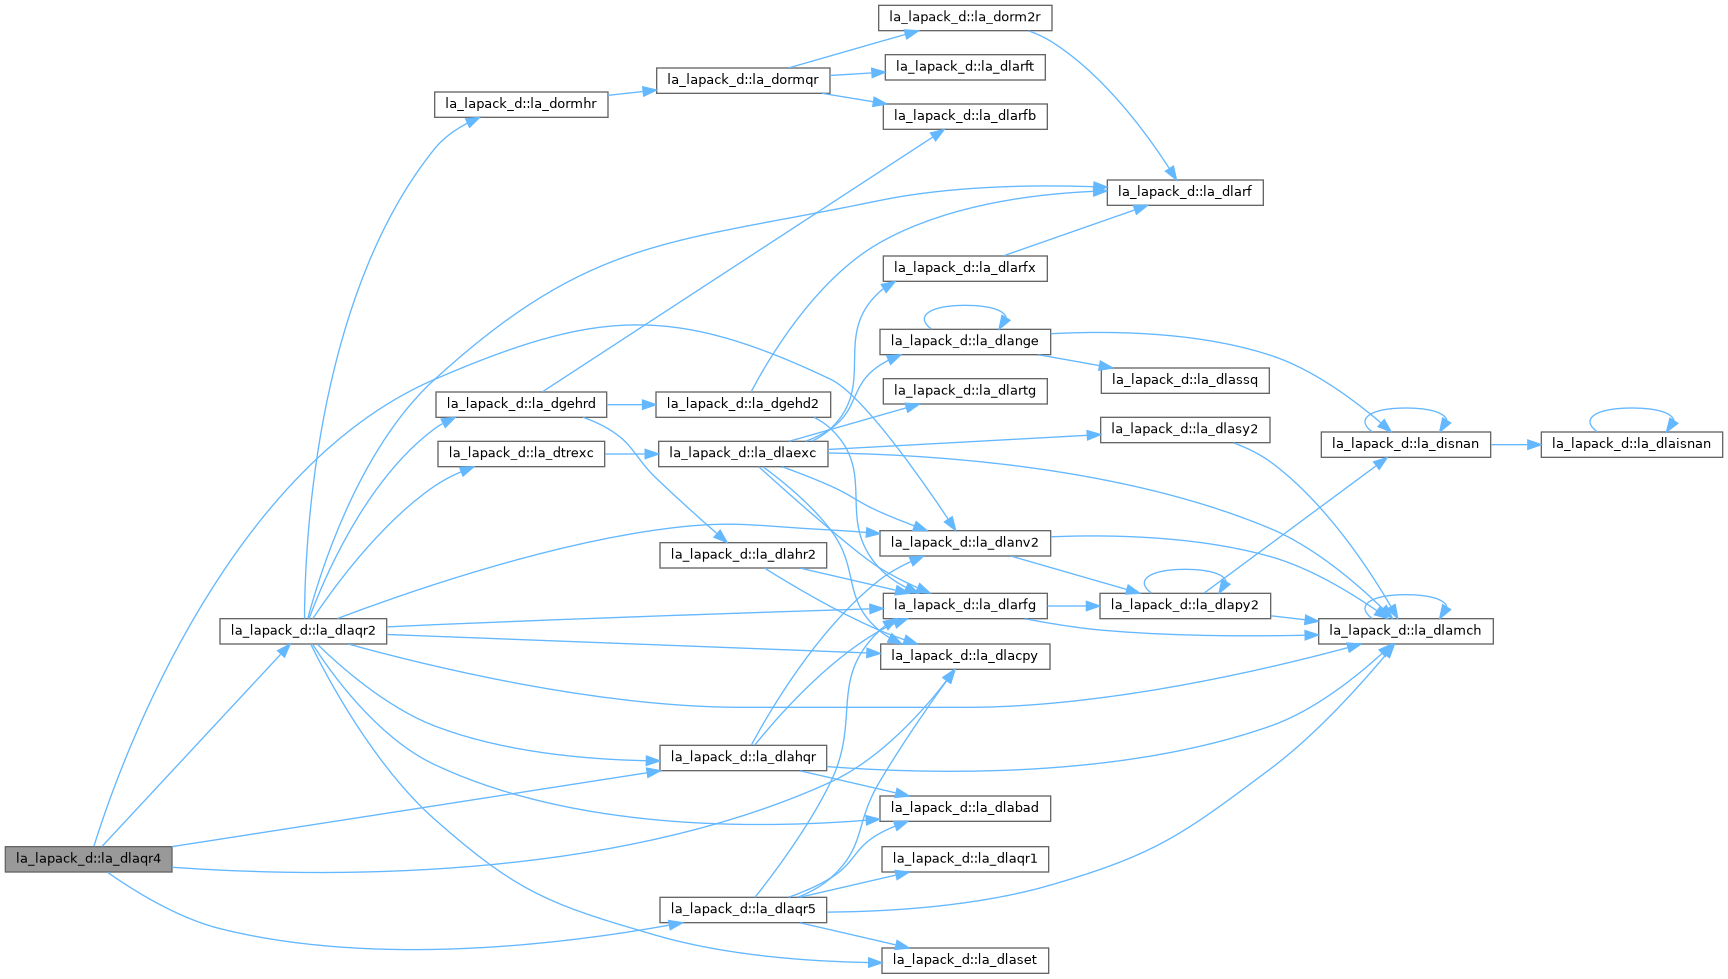 la_lapack_d::la_dorm2r
la_lapack_d::la_dlarft
la_lapack_d::la_dormqr
la_lapack_d::la_dormhr
la_lapack_d::la_dlarfb
la_lapack_d::la_dlarf
la_lapack_d::la_dlarfx
la_lapack_d::la_dlange
la_lapack_d::la_dlassq
la_lapack_d::la_dlartg
la_lapack_d::la_dgehrd
la_lapack_d::la_dgehd2
la_lapack_d::la_dlasy2
la_lapack_d::la_disnan
la_lapack_d::la_dlaisnan
la_lapack_d::la_dtrexc
la_lapack_d::la_dlaexc
la_lapack_d::la_dlanv2
la_lapack_d::la_dlahr2
la_lapack_d::la_dlarfg
la_lapack_d::la_dlapy2
la_lapack_d::la_dlaqr2
la_lapack_d::la_dlamch
la_lapack_d::la_dlacpy
la_lapack_d::la_dlahqr
la_lapack_d::la_dlabad
la_lapack_d::la_dlaqr4
la_lapack_d::la_dlaqr1
la_lapack_d::la_dlaqr5
la_lapack_d::la_dlaset